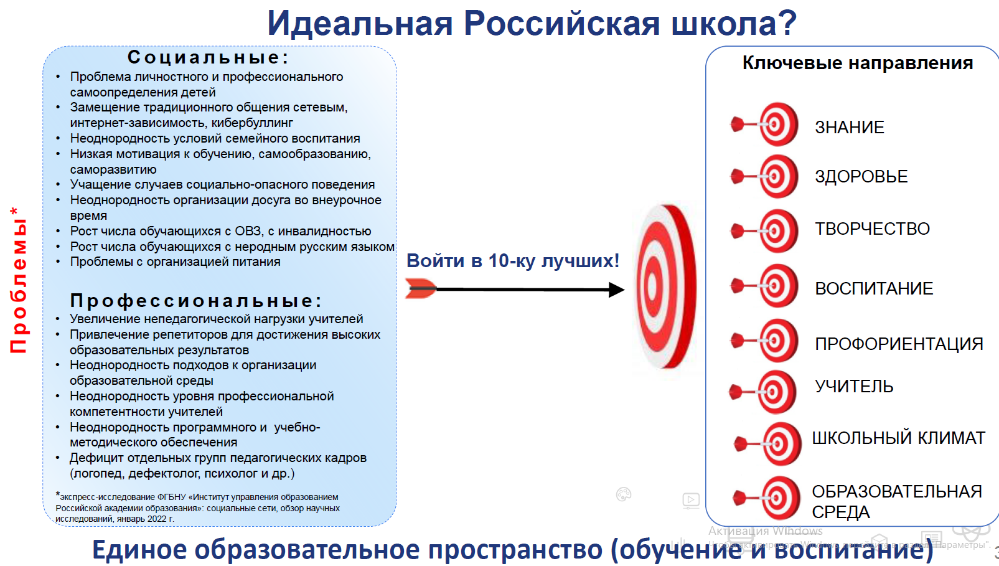 Идеальная Российская школа?
Проблемы*
Социальные:
• Проблема личностного и профессионального
самоопределения детей
• Замещение традиционного общения сетевым,
интернет-зависимость, кибербуллинг
• Неоднородность условий семейного воспитания
• Низкая мотивация к обучению, самообразованию,
саморазвитию
• Учащение случаев социально-опасного поведения
• Неоднородность организации досуга во внеурочное
время
• Рост числа обучающихся с ОВЗ, с инвалидностью
• Рост числа обучающихся с неродным русским языком
• Проблемы с организацией питания
Профессиональные:
• Увеличение непедагогической нагрузки учителей
• Привлечение репетиторов для достижения высоких
образовательных результатов
• Неоднородность подходов к организации
образовательной среды
• Неоднородность уровня профессиональной
компетентности учителей
• Неоднородность программного и учебно-
методического обеспечения
• Дефицит отдельных групп педагогических кадров
(логопед, дефектолог, психолог и др.)
*экспресс-исследование ФГБНУ «Институт управления образованием
Российской академии образования»: социальные сети, обзор научных
исследований, январь 2022 г.
Войти в 10-ку лучших!
Ключевые направления
ЗНАНИЕ
ЗДОРОВЬЕ
ТВОРЧЕСТВО
ВОСПИТАНИЕ
ПРОФОРИЕНТАЦИЯ
УЧИТЕЛЬ
ШКОЛЬНЫЙ КЛИМАТ
ОБРАЗОВАТЕЛЬНАЯ
СРЕДА
Активация Windows
Чтобы активировать Windows, перейдите в раздел "Параметры".
Единое образовательное пространство (обучение и воспитание)
3